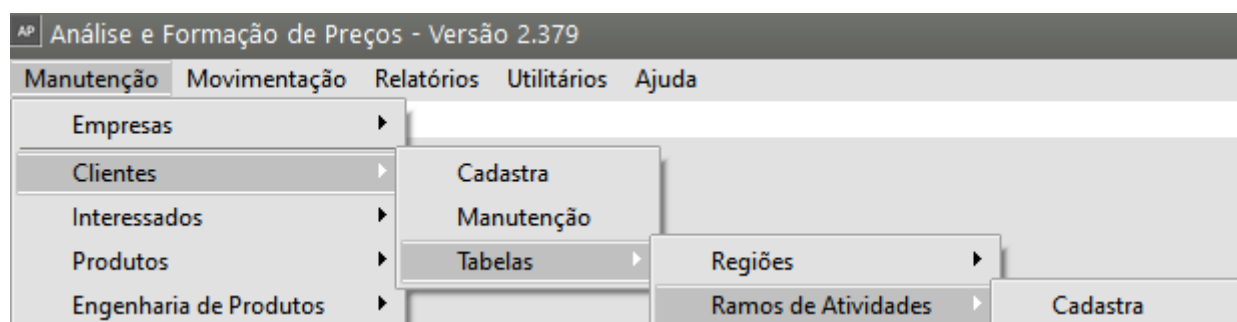 AP Análise e Formação de Preços - Versão 2.379
Manutenção Movimentação Relatórios Utilitários Ajuda
Empresas
Clientes Cadastra
Interessados Manutenção
Produtos Tabelas Regiões
Engenharia de Produtos Ramos de Atividades Cadastra